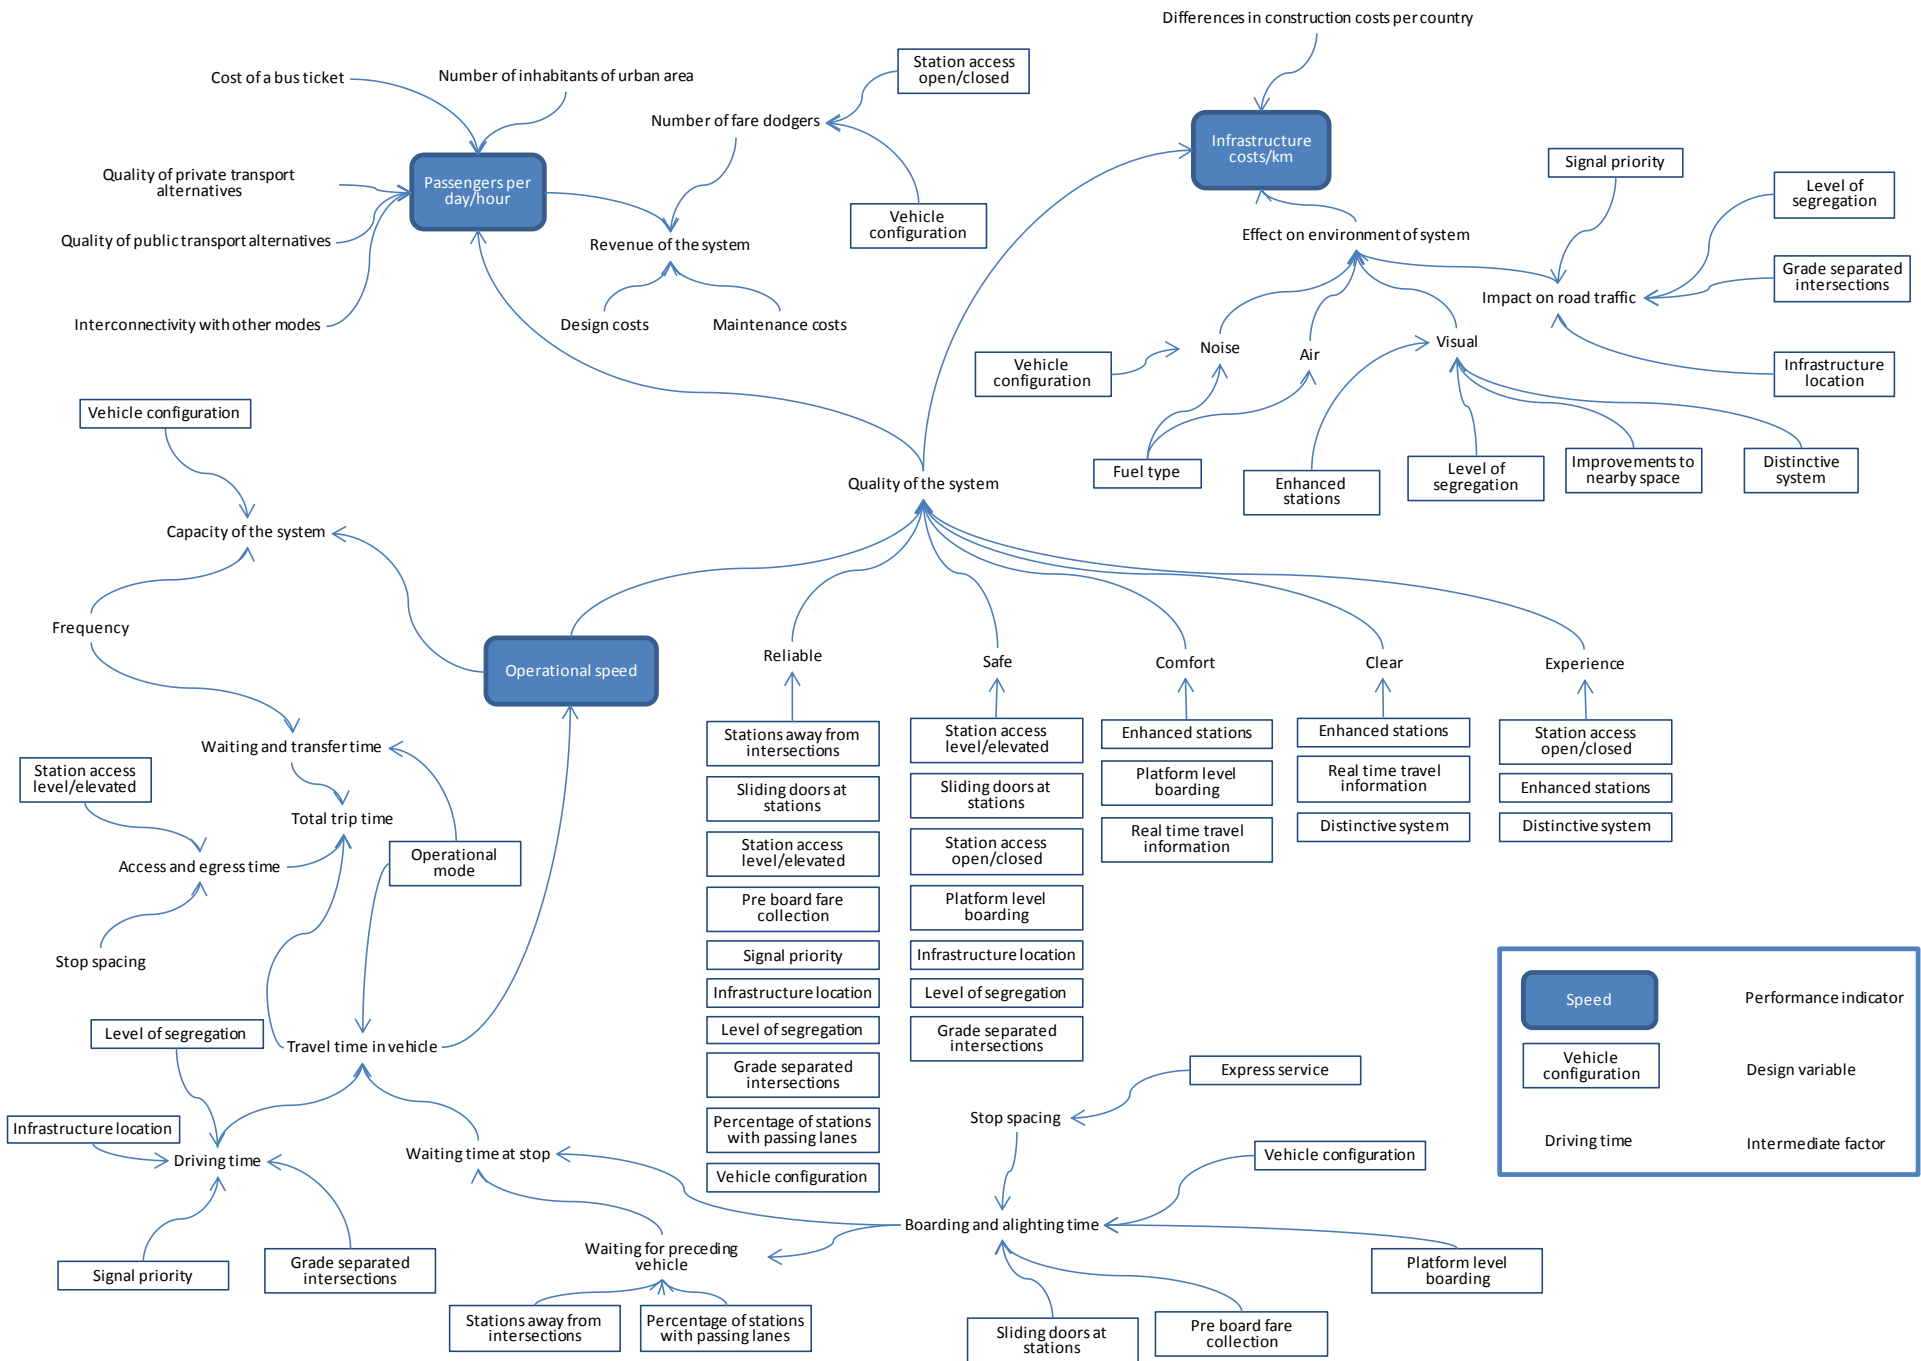 Differences in construction costs per country
Cost of a bus ticket
Number of inhabitants of urban area
Station access
open/closed
Number of fare dodgers
Infrastructure
costs/km
Signal priority
Quality of private transport
alternatives
Passengers per
day/hour
Level of
segregation
Vehicle
configuration
Quality of public transport alternatives
Revenue of the system
Effect on environment of system
Grade separated
intersections
Impact on road traffic
Interconnectivity with other modes
Design costs
Maintenance costs
Noise
Air
Visual
Vehicle
configuration
Infrastructure
location
Vehicle configuration
Fuel type
Enhanced
stations
Level of
segregation
Improvements to
nearby space
Distinctive
system
Quality of the system
Capacity of the system
Frequency
Operational speed
Reliable
Safe
Comfort
Clear
Experience
Stations away from
intersections
Sliding doors at
stations
Station access
level/elevated
Pre board fare
collection
Signal priority
Infrastructure location
Level of segregation
Grade separated
intersections
Percentage of stations
with passing lanes
Vehicle configuration
Station access
level/elevated
Sliding doors at
stations
Station access
open/closed
Platform level
boarding
Infrastructure location
Level of segregation
Grade separated
intersections
Enhanced stations
Platform level
boarding
Real time travel
information
Enhanced stations
Real time travel
information
Distinctive system
Station access
open/closed
Enhanced stations
Distinctive system
Waiting and transfer time
Station access
level/elevated
Total trip time
Access and egress time
Operational
mode
Stop spacing
Level of segregation
Travel time in vehicle
Infrastructure location
Driving time
Waiting time at stop
Signal priority
Grade separated
intersections
Waiting for preceding
vehicle
Stations away from
intersections
Percentage of stations
with passing lanes
Express service
Stop spacing
Vehicle configuration
Boarding and alighting time
Platform level
boarding
Sliding doors at
stations
Pre board fare
collection
Speed
Performance indicator
Vehicle
configuration
Design variable
Driving time
Intermediate factor